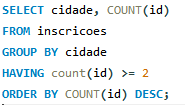 SELECT cidade, COUNT(id)
FROM inscricoes
GROUP BY cidade
HAVING count(id) >= 2
ORDER BY COUNT(id) DESC;